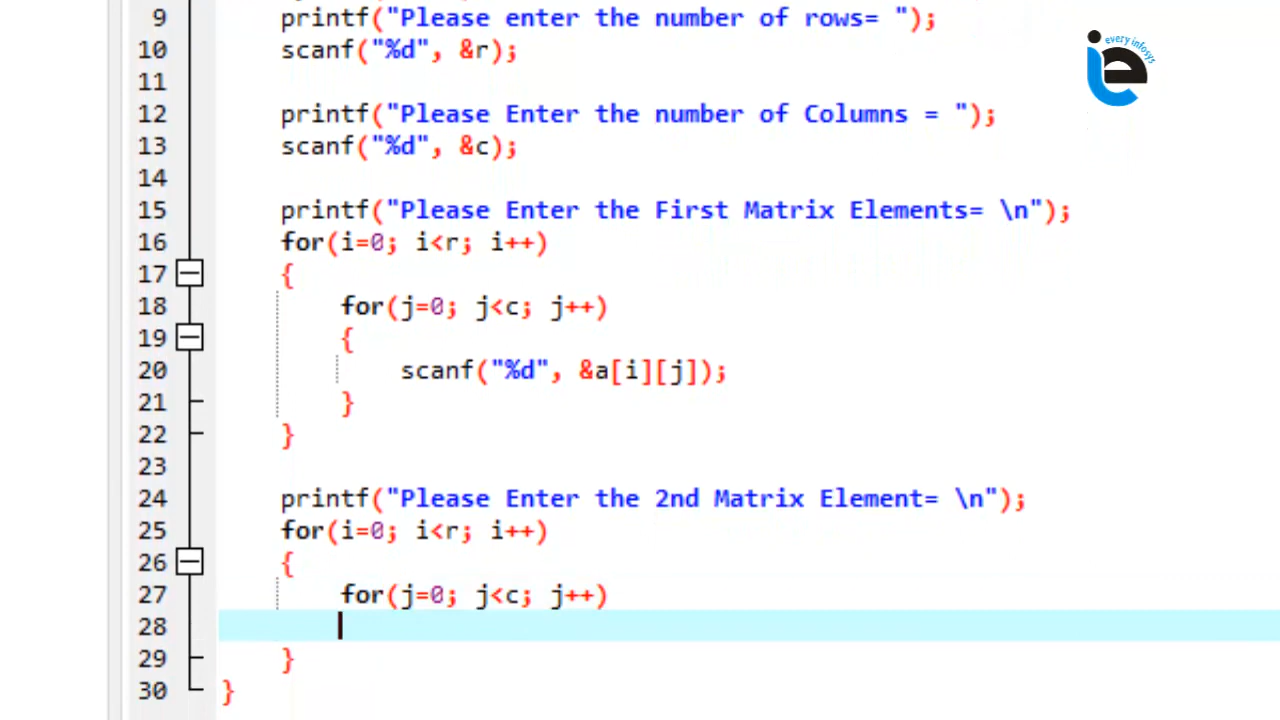 every infosys
9 printf("Please enter the number of rows= ");
10 scanf("%d", &r);
11
12 printf("Please Enter the number of Columns = ");
13 scanf("%d", &c);
14
15 printf("Please Enter the First Matrix Elements= \n");
16 for(i=0; i<r; i++)
17 {
18 for(j=0; j<c; j++)
19 {
20 scanf("%d", &a[i][j]);
21 }
22 }
23
24 printf("Please Enter the 2nd Matrix Element= \n");
25 for(i=0; i<r; i++)
26 {
27 for(j=0; j<c; j++)
28
29 }
30 }